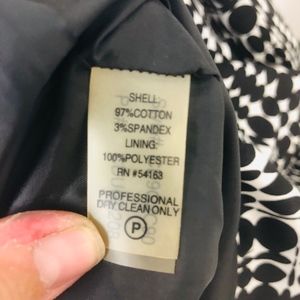 SHELL:
97%COTTON
3%SPANDEX
LINING:
100%POLYESTER
RN #54163
PROFESSIONAL
DRY CLEAN ONLY
P